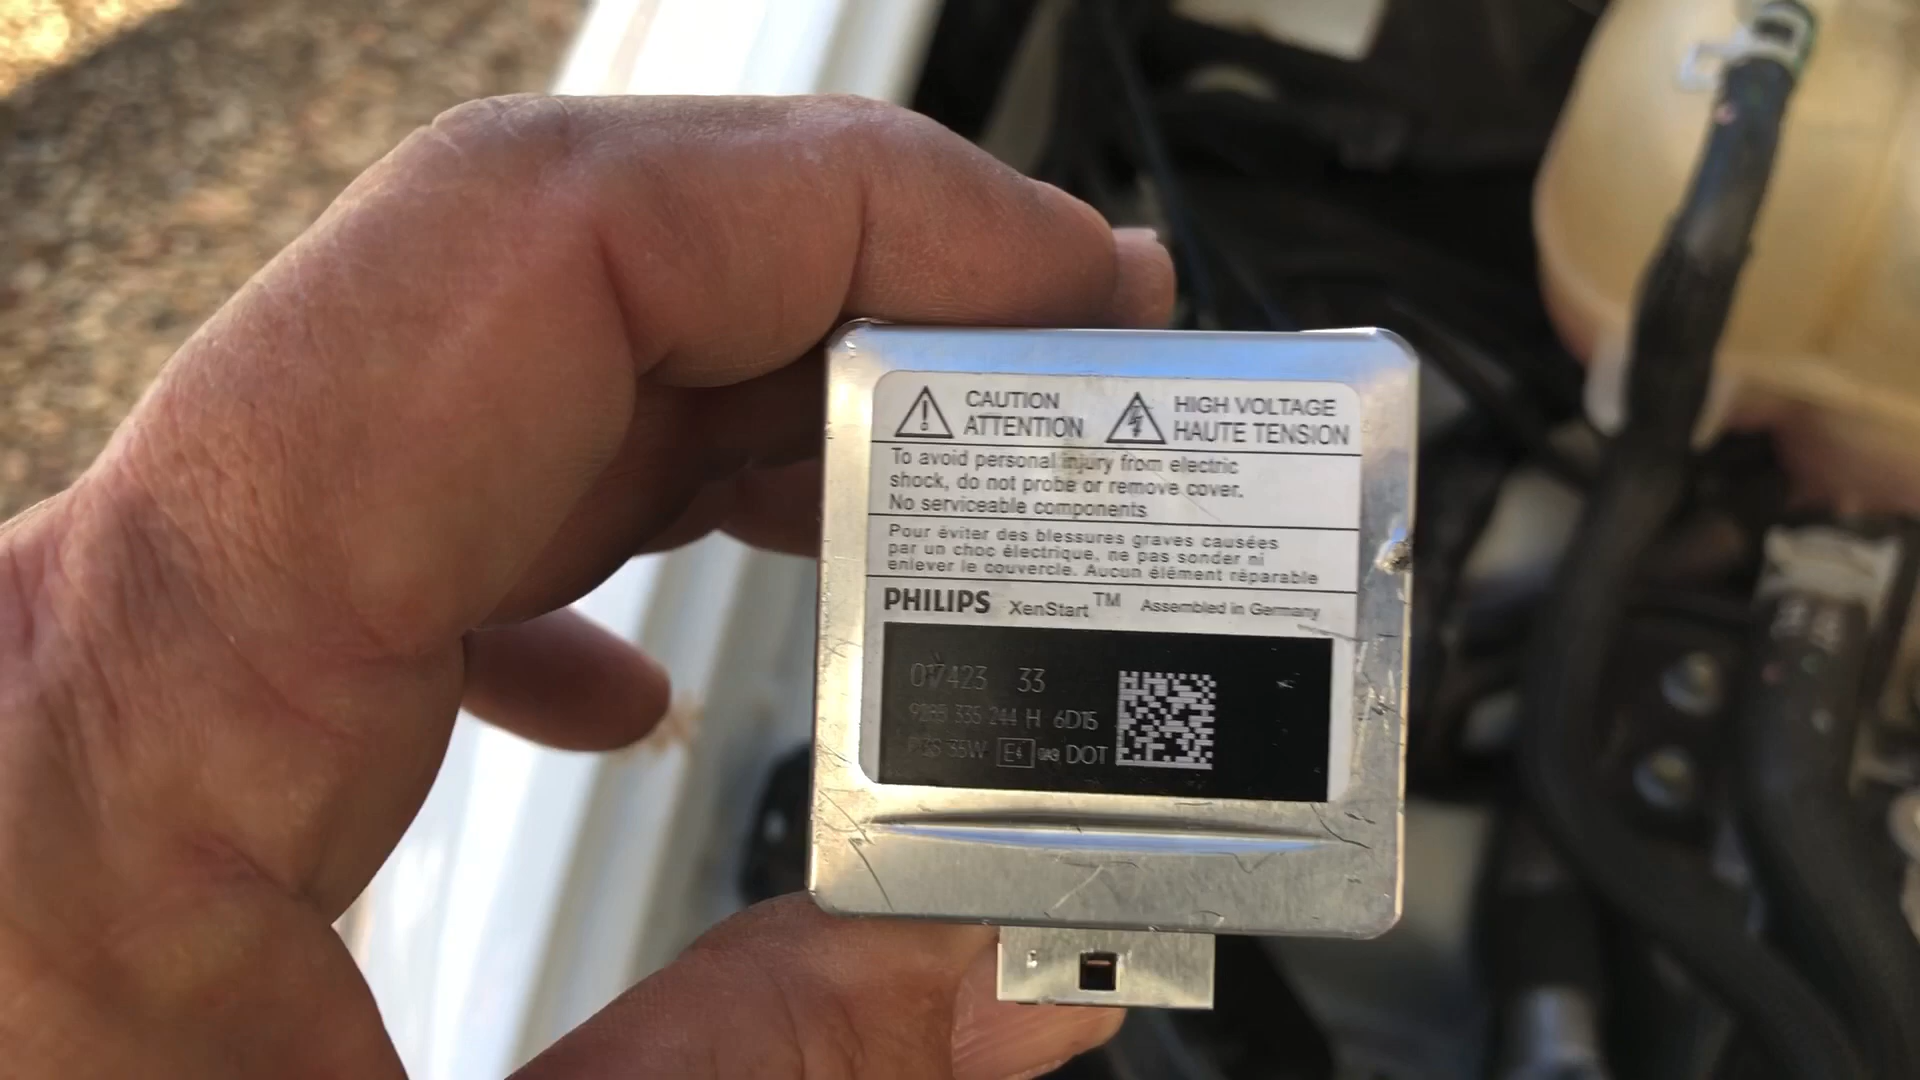 CAUTION
ATTENTION
HIGH VOLTAGE
HAUTE TENSION
To avoid personal injury from electric
shock, do not probe or remove cover.
No serviceable components
Pour éviter des blessures graves causées
par un choc électrique, ne pas sonder ni
enlever le couvercle. Aucun élément réparable
PHILIPS XenStart™ Assembled in Germany
017423 33
9285 335 244 H 6D15
35W E4 DOT